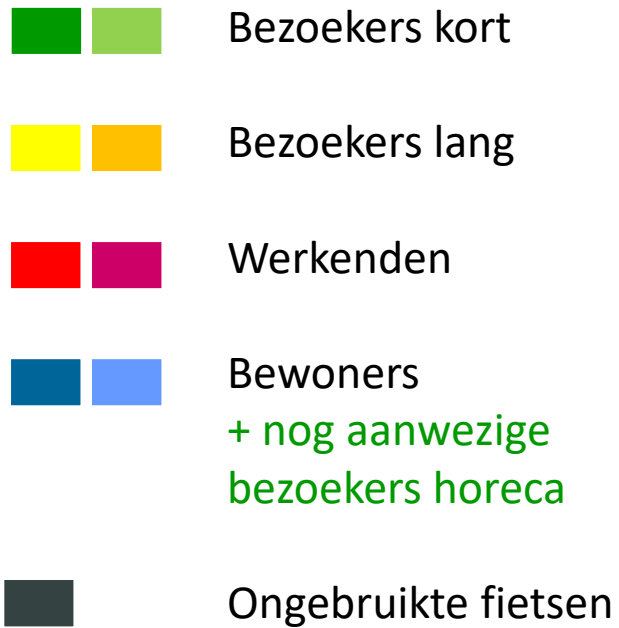 Bezoekers kort
Bezoekers lang
Werkenden
Bewoners
+ nog aanwezige
bezoekers horeca
Ongebruikte fietsen